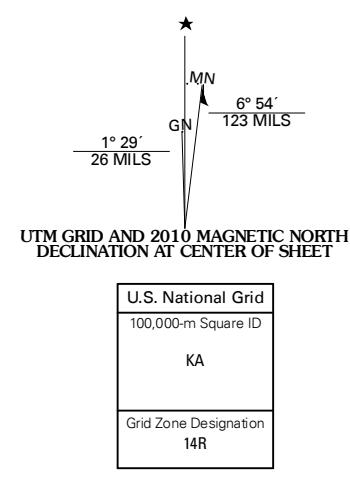 MN
GN
6° 54´
123 MILS
1° 29´
26 MILS
UTM GRID AND 2010 MAGNETIC NORTH
DECLINATION AT CENTER OF SHEET
U.S. National Grid
100,000-m Square ID
KA
Grid Zone Designation
14R